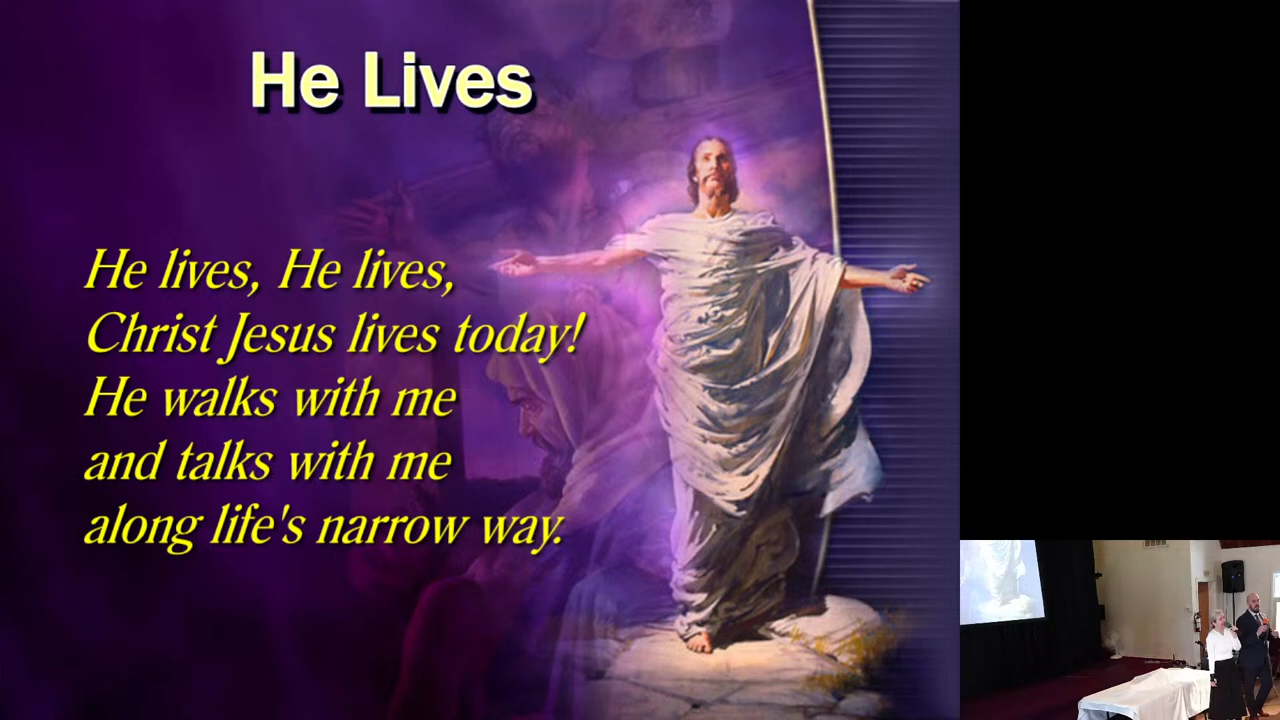 He Lives
He lives, He lives,
Christ Jesus lives today!
He walks with me
and talks with me
along life's narrow way.